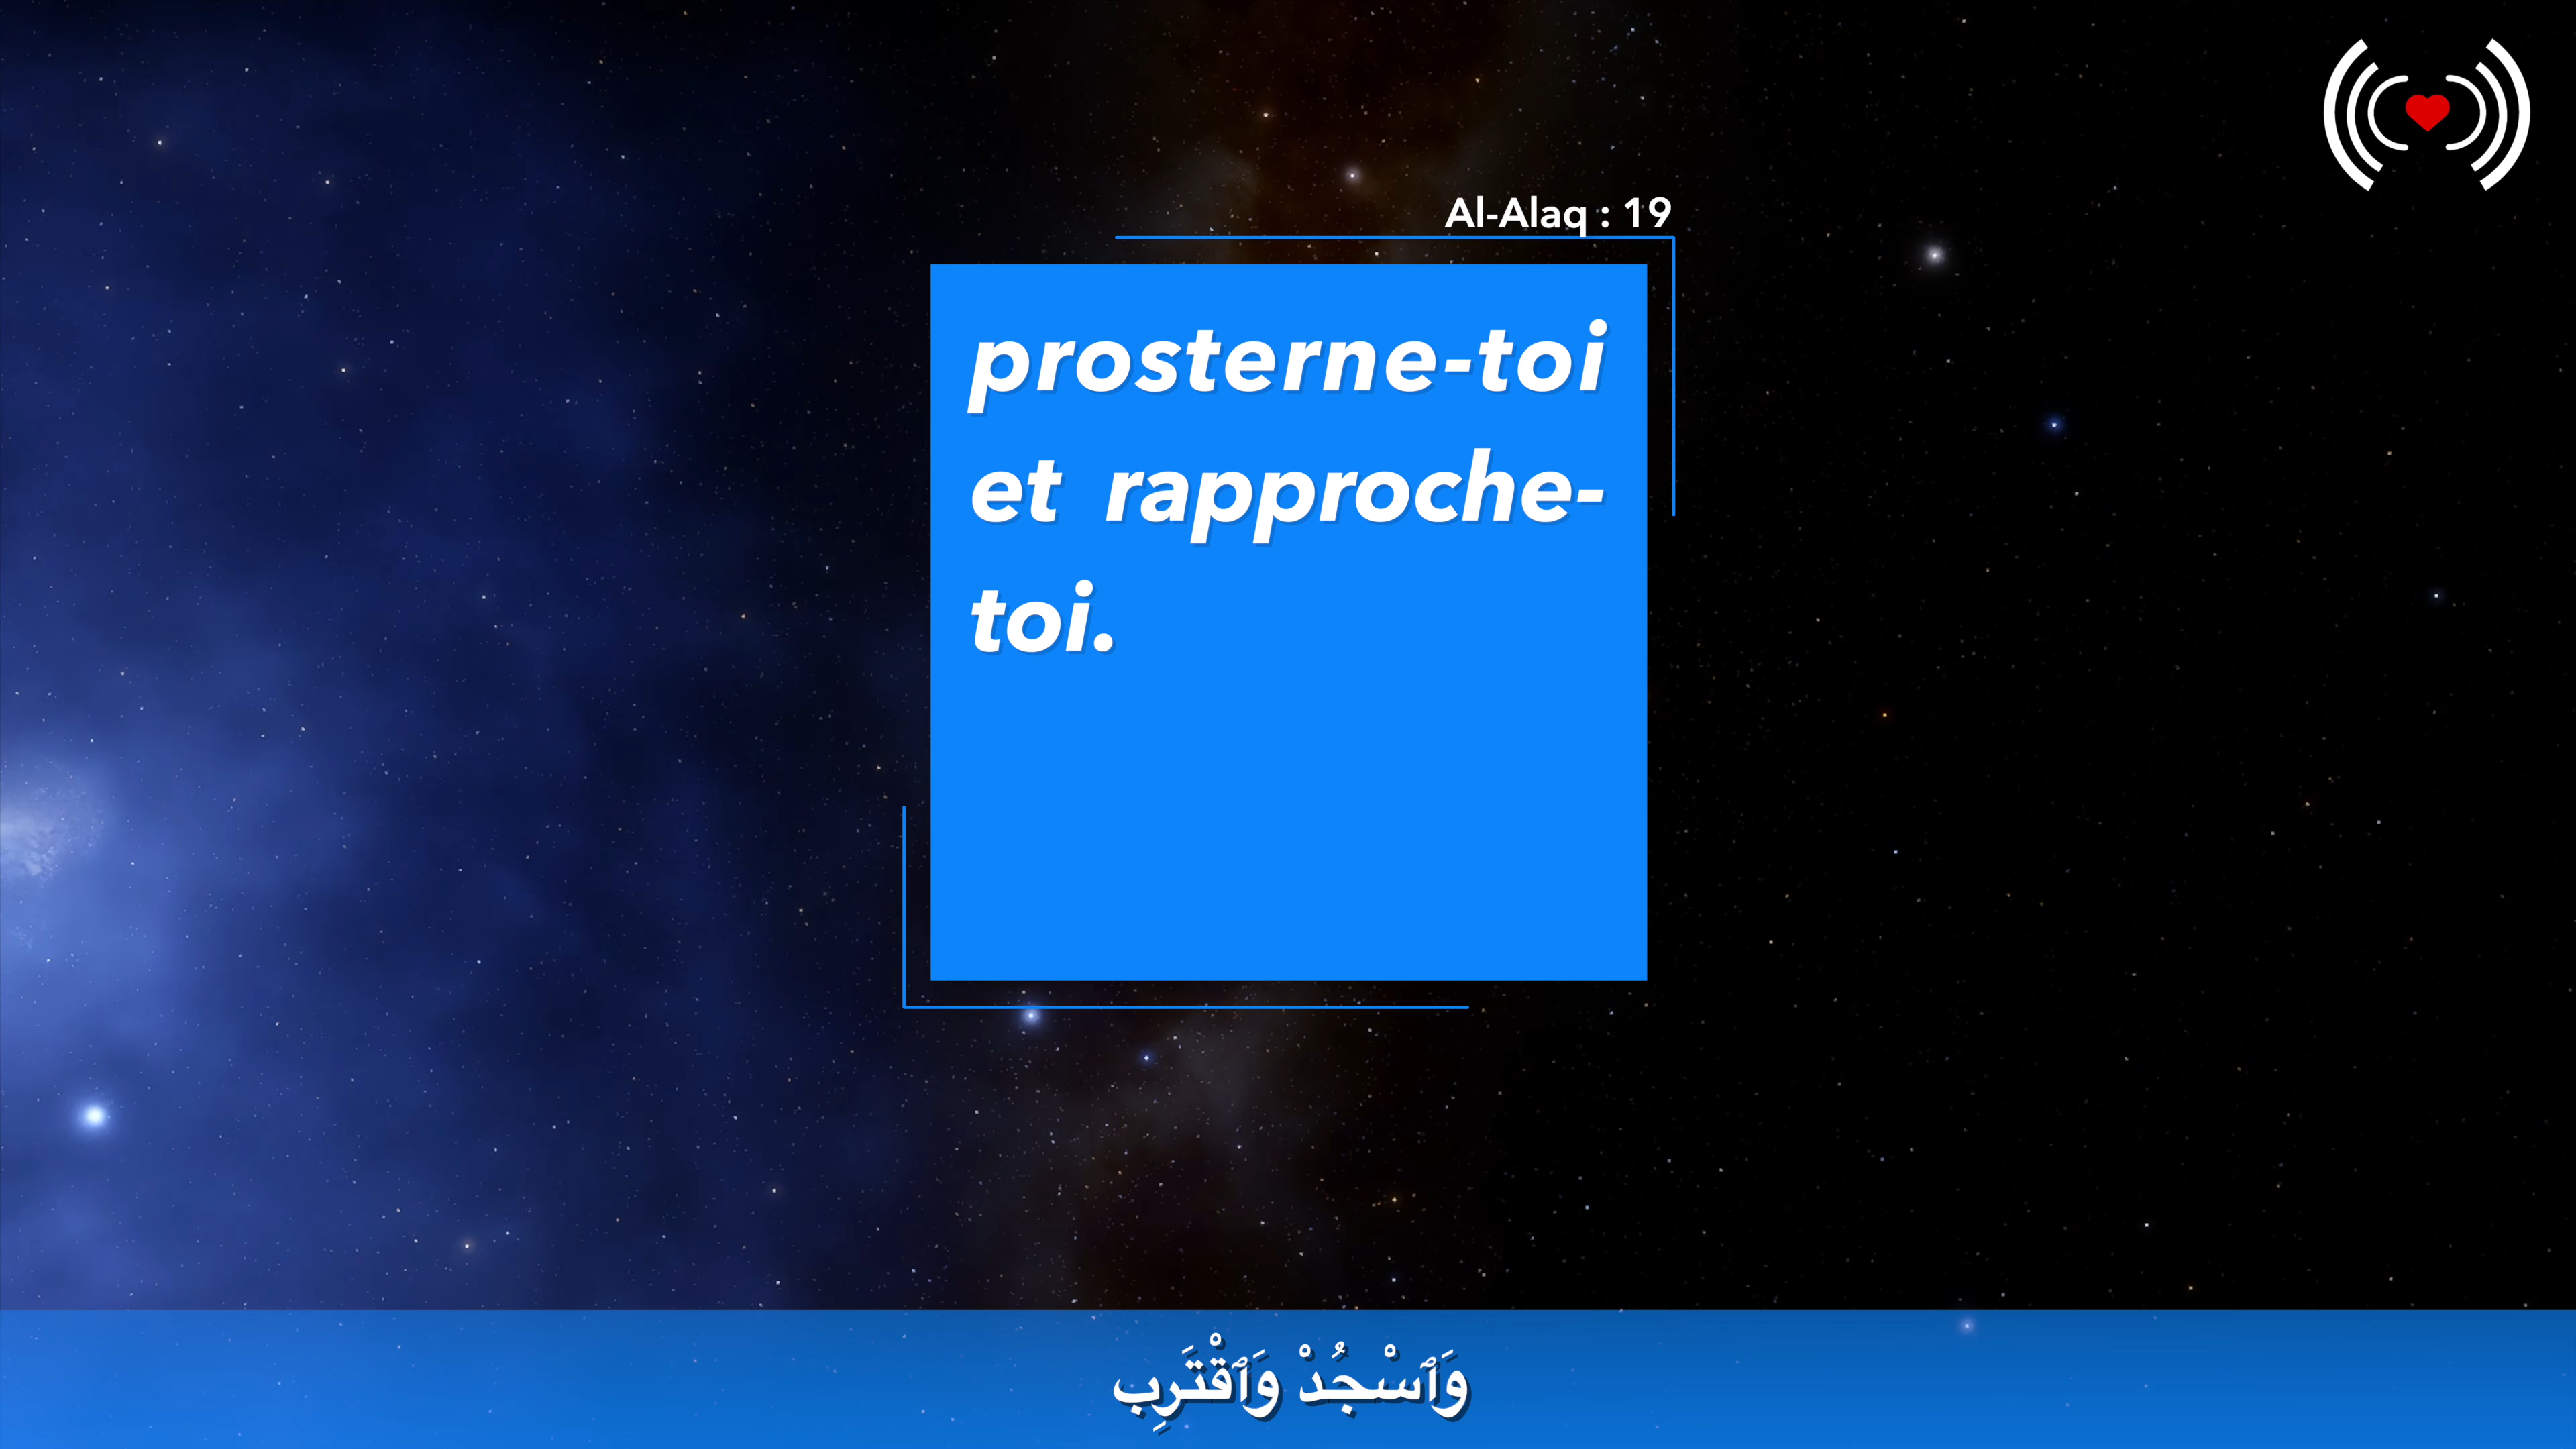 Al-Alaq : 19
prosterne-toi
et rapproche-
toi.
وَٱسْجُدْ وَٱقْتَرِب